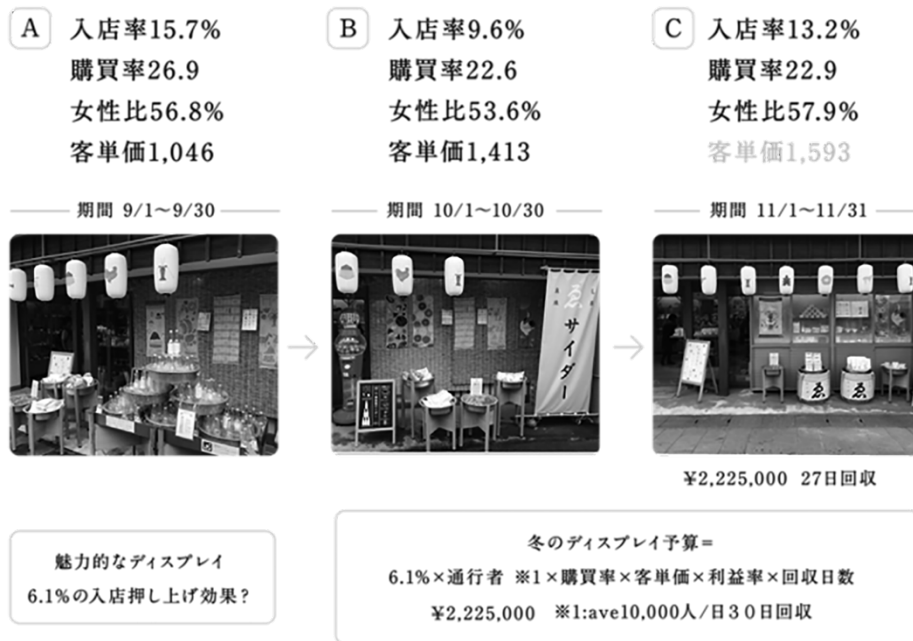 A
入店率15.7%
購買率26.9
女性比56.8%
客単価1,046
期間 9/1〜9/30
B
入店率9.6%
購買率22.6
女性比53.6%
客単価1,413
期間 10/1〜10/30
サイダー
C
入店率13.2%
購買率22.9
女性比57.9%
客単価1,593
期間 11/1〜11/31
ゑ ゑ
¥2,225,000 27日回収
魅力的なディスプレイ
6.1%の入店押し上げ効果?
冬のディスプレイ予算=
6.1%×通行者 ※1×購買率×客単価×利益率×回収日数
¥2,225,000 ※1:ave10,000人/日30日回収